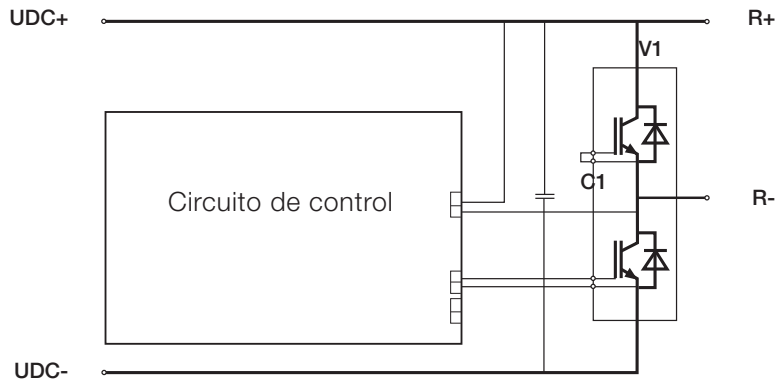 UDC+
R+
V1
C1
Circuito de control
R-
UDC-